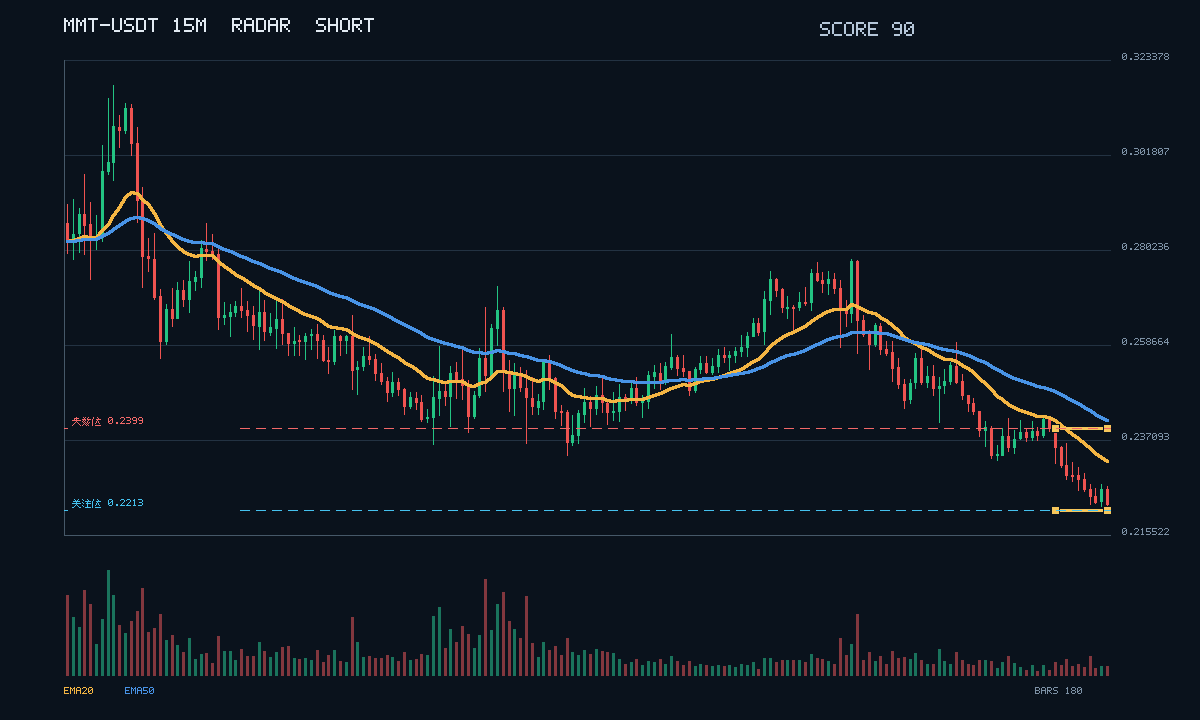 MMT-USDT 15M RADAR SHORT
SCORE 90
0.323378
0.301807
0.280236
0.258664
失效位 0.2399
0.237093
关注位 0.2213
0.215522
EMA20 EMA50
BARS 180